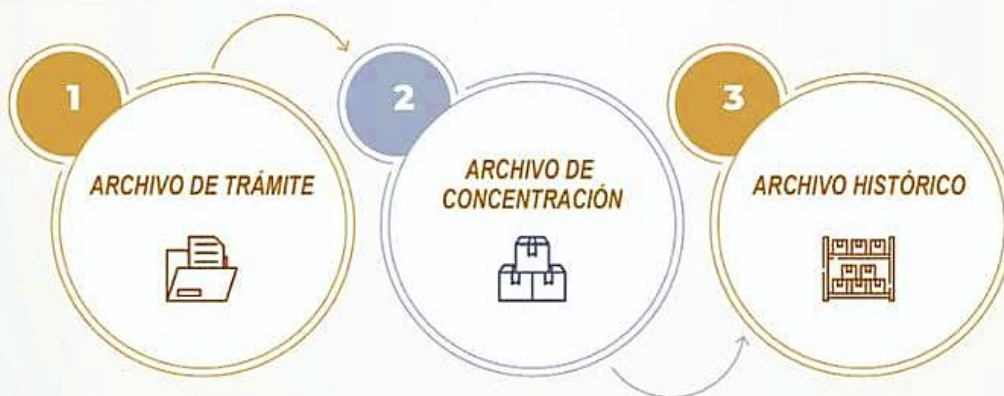 1
ARCHIVO DE TRÁMITE
2
ARCHIVO DE
CONCENTRACIÓN
3
ARCHIVO HISTÓRICO